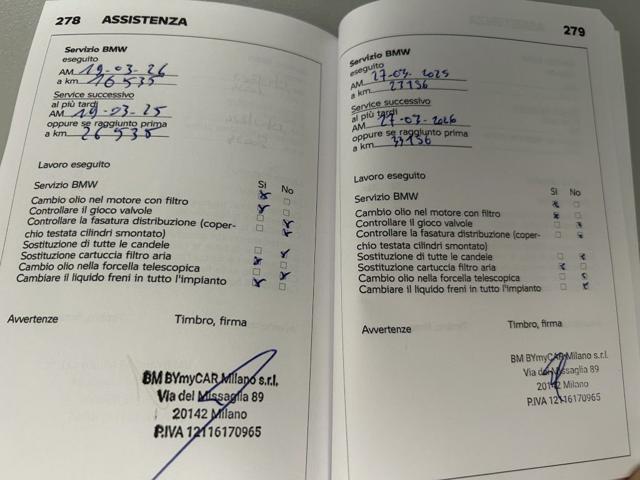 278 ASSISTENZA
Servizio BMW
eseguito
AM 19-03-26
a km 16535
Service successivo
al più tardi
AM 19-03-25
oppure se raggiunto prima
a km 26535
Lavoro eseguito
Servizio BMW Si No
Cambio olio nel motore con filtro
Controllare il gioco valvole
Controllare la fasatura distribuzione (coper-
chio testata cilindri smontato)
Sostituzione di tutte le candele
Sostituzione cartuccia filtro aria
Cambio olio nella forcella telescopica
Cambiare il liquido freni in tutto l'impianto
Avvertenze Timbro, firma
BM BYmyCAR Milano s.r.l.
Via dei Missaglia 89
20142 Milano
P.IVA 12116170965
279
Servizio BMW
eseguito
AM 27-03-2025
a km 23156
Service successivo
al più tardi
AM 27-03-2026
oppure se raggiunto prima
a km 33156
Lavoro eseguito
Servizio BMW Si No
Cambio olio nel motore con filtro
Controllare il gioco valvole
Controllare la fasatura distribuzione (coper-
chio testata cilindri smontato)
Sostituzione di tutte le candele
Sostituzione cartuccia filtro aria
Cambio olio nella forcella telescopica
Cambiare il liquido freni in tutto l'impianto
Avvertenze Timbro, firma
BM BYmyCAR Milano s.r.l.
Via dei Missaglia 89
20142 Milano
P.IVA 12116170965